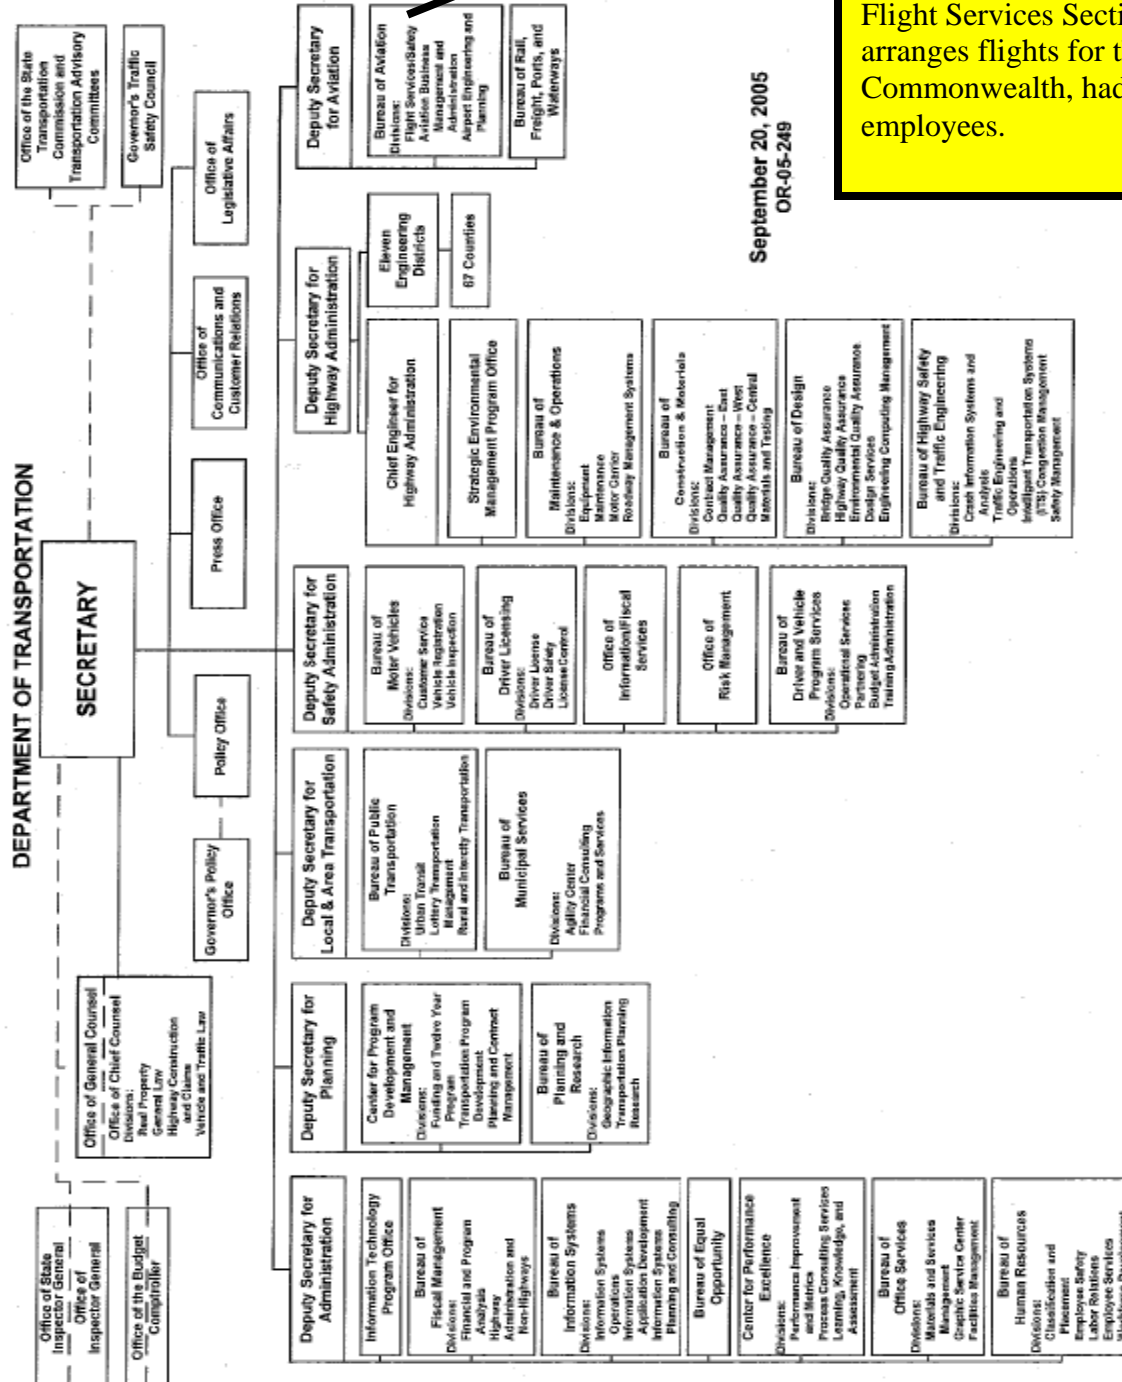 DEPARTMENT OF TRANSPORTATION
SECRETARY
Office of State
Inspector General
Office of
Inspector General
Office of the Budget
Comptroller
Office of General Counsel
Office of Chief Counsel
Divisions:
Real Property
General Law
Highway Construction
and Claims
Vehicle and Traffic Law
Office of the State
Transportation
Commission and
Transportation Advisory
Committees
Governor's Traffic
Safety Council
Governor's Policy
Office
Policy Office
Press Office
Office of
Communications and
Customer Relations
Office of
Legislative Affairs
Deputy Secretary for
Administration
Information Technology
Program Office
Bureau of
Fiscal Management
Divisions:
Financial and Program
Analysis
Highway
Administration and
Non-Highways
Bureau of
Information Systems
Divisions:
Information Systems
Operations
Information Systems
Application Development
Information Systems
Planning and Consulting
Bureau of Equal
Opportunity
Center for Performance
Excellence
Divisions:
Performance Improvement
and Metrics
Process Consulting Services
Learning, Knowledge, and
Assessment
Bureau of
Office Services
Divisions:
Materials and Services
Management
Graphic Service Center
Facilities Management
Bureau of
Human Resources
Divisions:
Classification and
Placement
Employee Safety
Labor Relations
Employee Services
Deputy Secretary for
Planning
Center for Program
Development and
Management
Divisions:
Funding and Twelve Year
Program
Transportation Program
Development
Planning and Contract
Management
Bureau of
Planning and
Research
Divisions:
Geographic Information
Transportation Planning
Research
Deputy Secretary for
Local & Area Transportation
Bureau of Public
Transportation
Divisions:
Urban Transit
Lottery Transportation
Management
Rural and Intercity Transportation
Bureau of
Municipal Services
Divisions:
Agility Center
Financial Consulting
Programs and Services
Deputy Secretary for
Safety Administration
Bureau of
Motor Vehicles
Divisions:
Customer Service
Vehicle Registration
Vehicle Inspection
Bureau of
Driver Licensing
Divisions:
Driver License
Driver Safety
License Control
Office of
Information/Fiscal
Services
Office of
Risk Management
Bureau of
Driver and Vehicle
Program Services
Divisions:
Operational Services
Partnering
Budget Administration
Training Administration
Deputy Secretary for
Highway Administration
Chief Engineer for
Highway Administration
Strategic Environmental
Management Program Office
Bureau of
Maintenance & Operations
Divisions:
Equipment
Maintenance
Motor Carrier
Roadway Management Systems
Bureau of
Construction & Materials
Divisions:
Contract Management
Quality Assurance – East
Quality Assurance – West
Quality Assurance – Central
Materials and Testing
Bureau of Design
Divisions:
Bridge Quality Assurance
Highway Quality Assurance
Environmental Quality Assurance
Design Services
Engineering Computing Management
Bureau of Highway Safety
and Traffic Engineering
Divisions:
Crash Information Systems and
Analysis
Traffic Engineering and
Operations
Intelligent Transportation Systems
(ITS) Congestion Management
Safety Management
Eleven
Engineering
Districts
67 Counties
Deputy Secretary
for Aviation
Bureau of Aviation
Divisions:
Flight Services/Safety
Aviation Business
Management and
Administration
Airport Engineering and
Planning
Bureau of Rail,
Freight, Ports, and
Waterways
September 20, 2005
OR-05-249
Flight Services Secti
arranges flights for t
Commonwealth, had
employees.